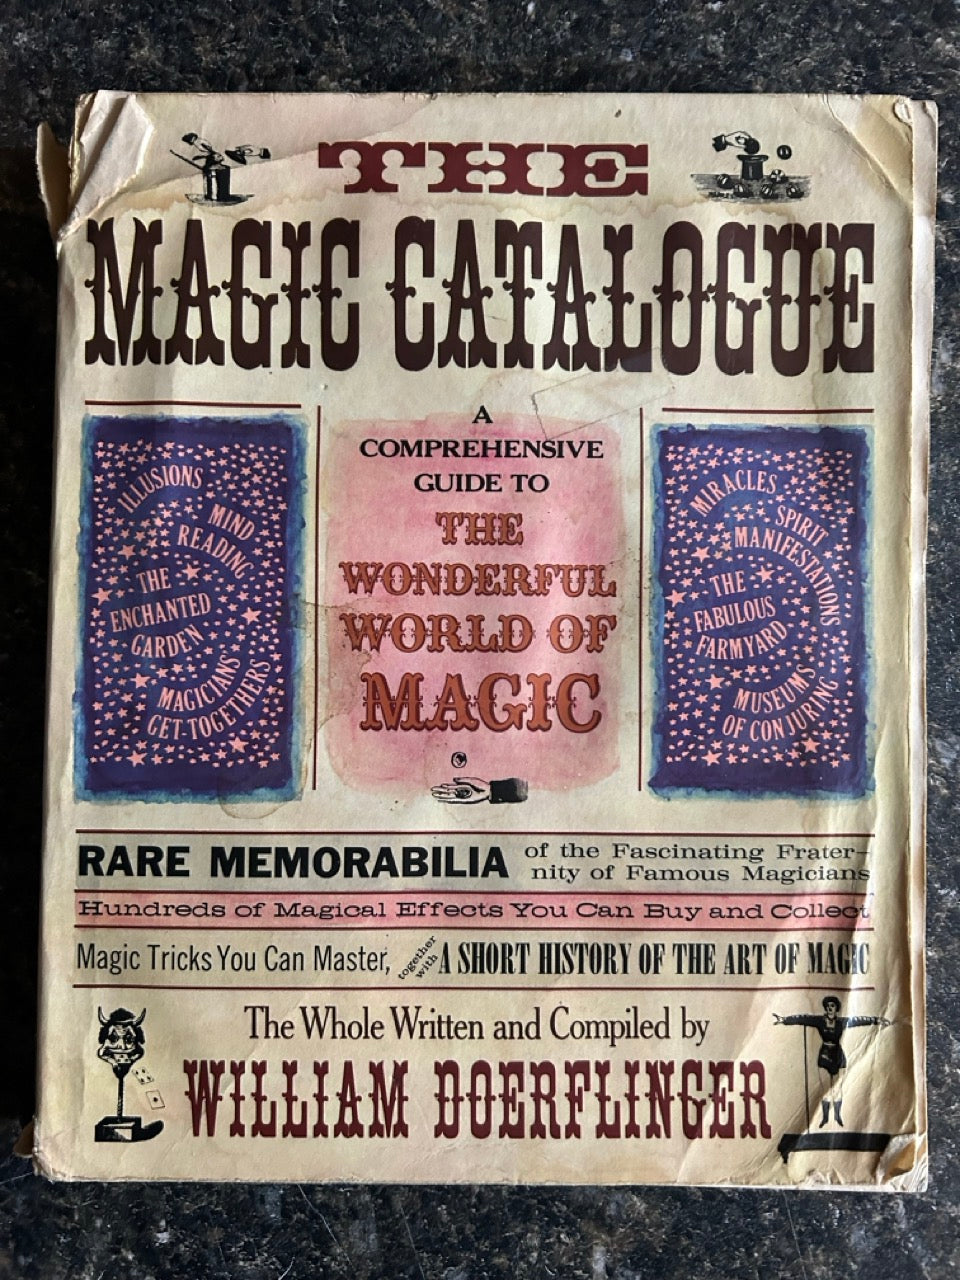 THE
MAGIC CATALOGUE
ILLUSIONS
MIND
READING
THE
ENCHANTED
GARDEN
MAGICIANS
GET-TOGETHERS
A
COMPREHENSIVE
GUIDE TO
THE
WONDERFUL
WORLD OF
MAGIC
MIRACLES
SPIRIT
MANIFESTATIONS
THE
FABULOUS
FARMYARD
MUSEUMS
OF CONJURING
RARE MEMORABILIA of the Fascinating Frater-
nity of Famous Magicians
Hundreds of Magical Effects You Can Buy and Collect
Magic Tricks You Can Master, together with A SHORT HISTORY OF THE ART OF MAGIC
The Whole Written and Compiled by
WILLIAM DOERFLINGER